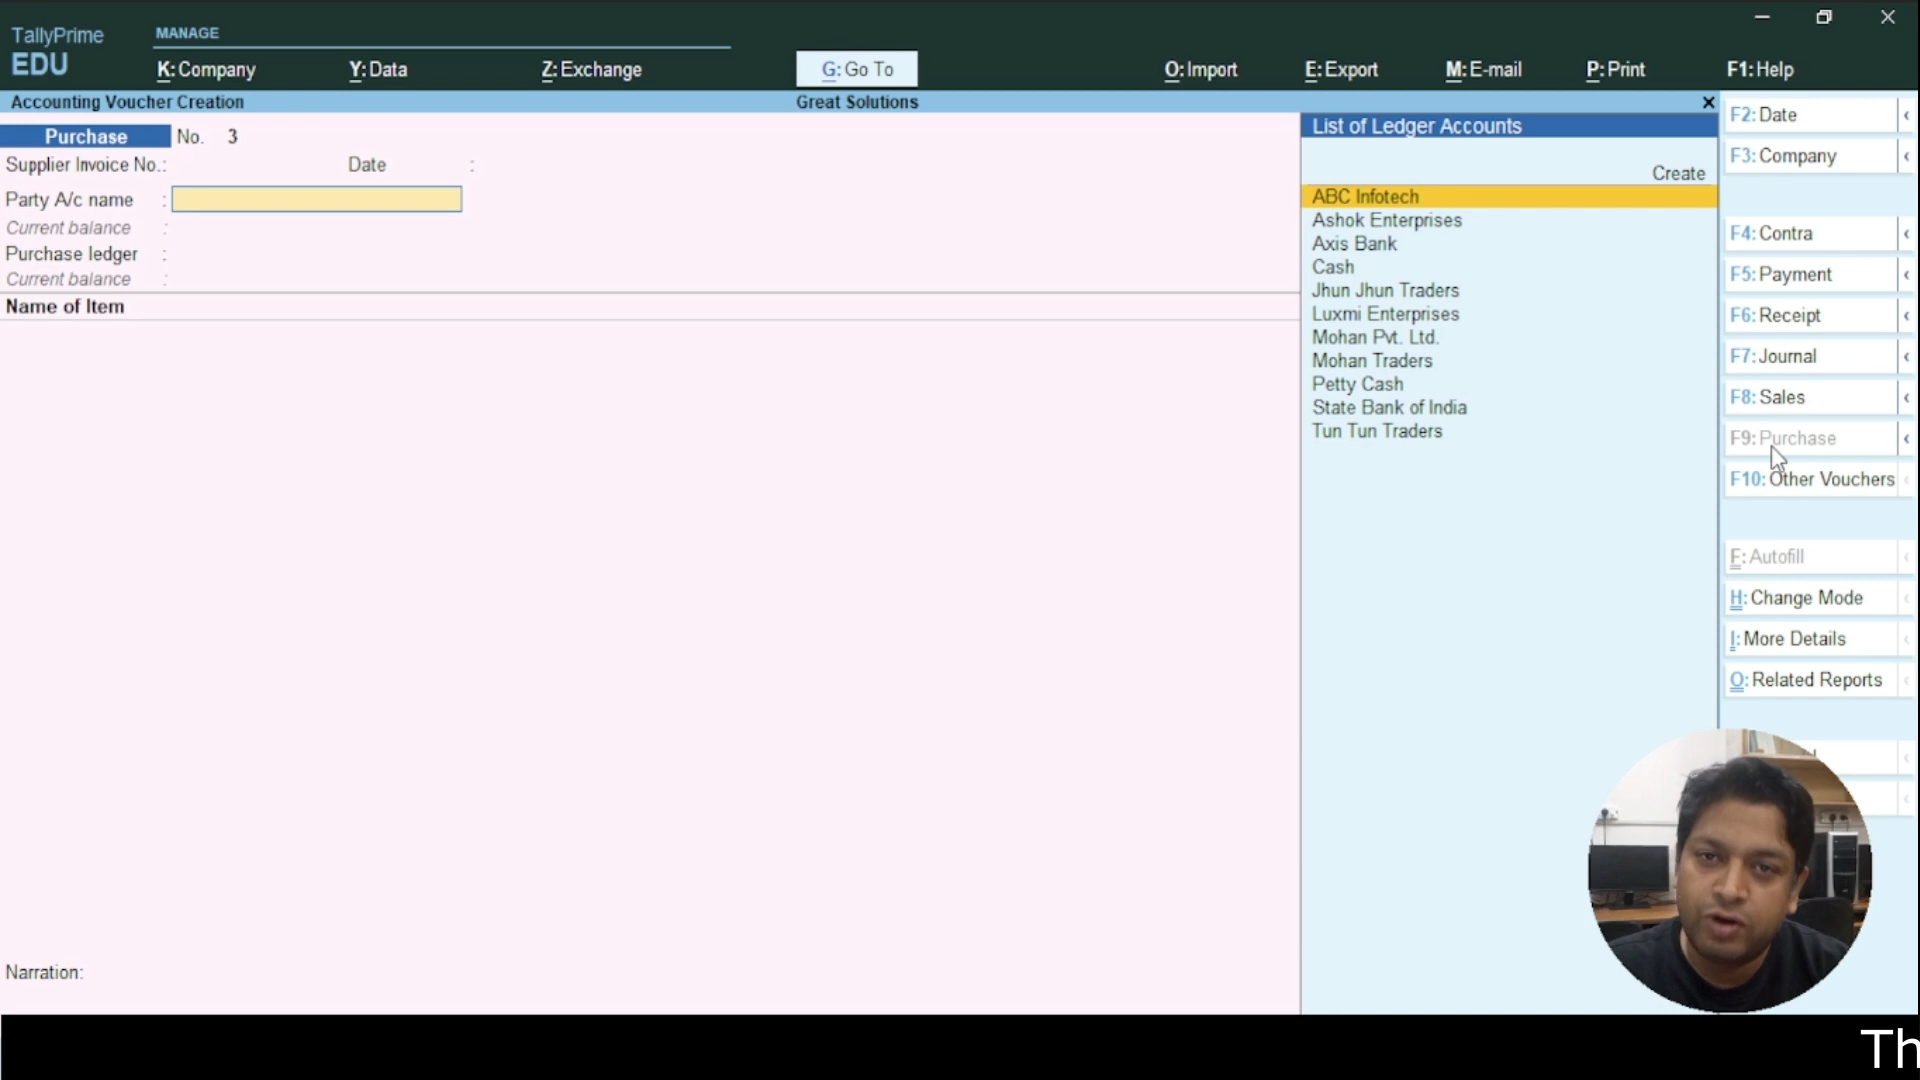 TallyPrime
EDU
MANAGE
K: Company
Y: Data
Z: Exchange
G: Go To
O: Import
E: Export
M: E-mail
P: Print
F1: Help
Accounting Voucher Creation
Great Solutions
Purchase No. 3
Supplier Invoice No.: Date :
Party A/c name :
Current balance :
Purchase ledger :
Current balance :
Name of Item
Narration:
List of Ledger Accounts
Create
ABC Infotech
Ashok Enterprises
Axis Bank
Cash
Jhun Jhun Traders
Luxmi Enterprises
Mohan Pvt. Ltd.
Mohan Traders
Petty Cash
State Bank of India
Tun Tun Traders
F2: Date
F3: Company
F4: Contra
F5: Payment
F6: Receipt
F7: Journal
F8: Sales
F9: Purchase
F10: Other Vouchers
F: Autofill
H: Change Mode
I: More Details
O: Related Reports
Th